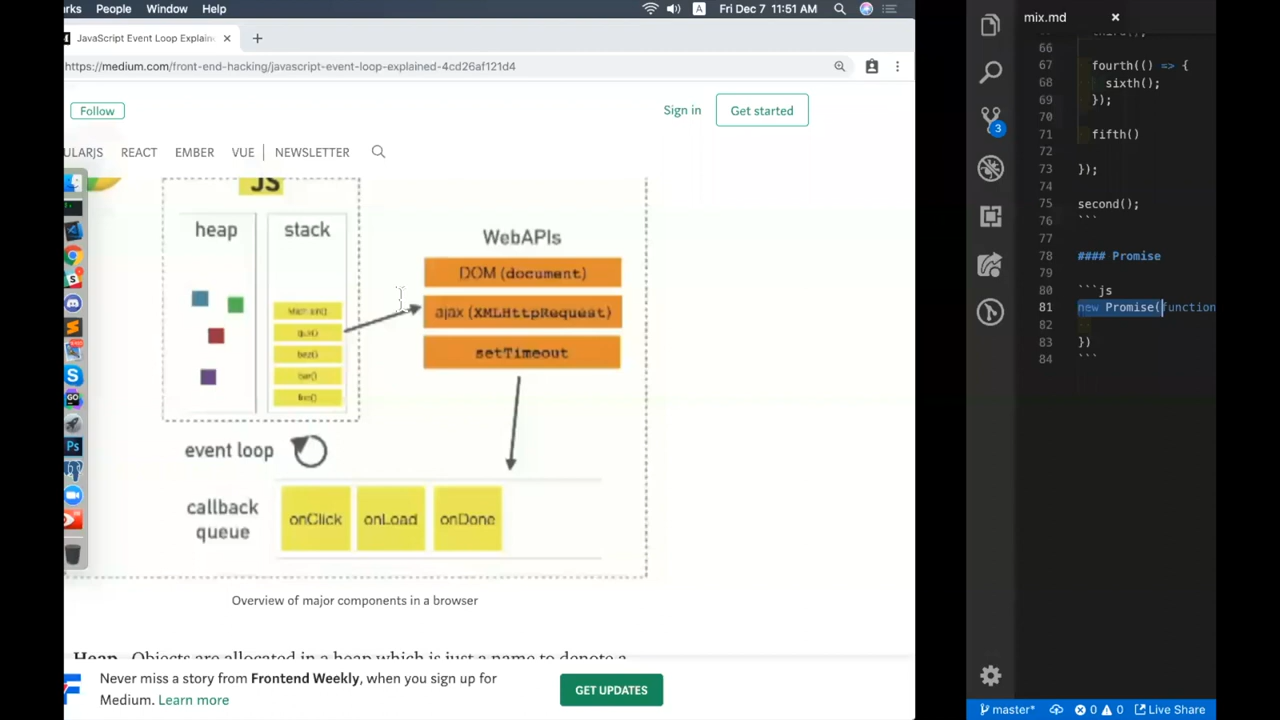 arks People Window Help A Fri Dec 7 11:51 AM
JavaScript Event Loop Explain
https://medium.com/front-end-hacking/javascript-event-loop-explained-4cd26af121d4
Follow
Sign in
Get started
ULARJS REACT EMBER VUE NEWSLETTER
JS
heap
stack
WebAPIs
DOM (document)
ajax (XMLHttpRequest)
setTimeout
event loop
callback
queue
onClick
onLoad
onDone
Overview of major components in a browser
Heap - Objects are allocated in a heap which is just a name to denote a
Never miss a story from Frontend Weekly, when you sign up for
Medium. Learn more
GET UPDATES
mix.md
66
67 fourth(() => {
68 sixth();
69 });
70
71 fifth()
72
73 });
74
75 second();
76 ```
77
78 #### Promise
79
80 ```js
81 new Promise(function
82
83 })
84 ```
3
master* 0 0 Live Share